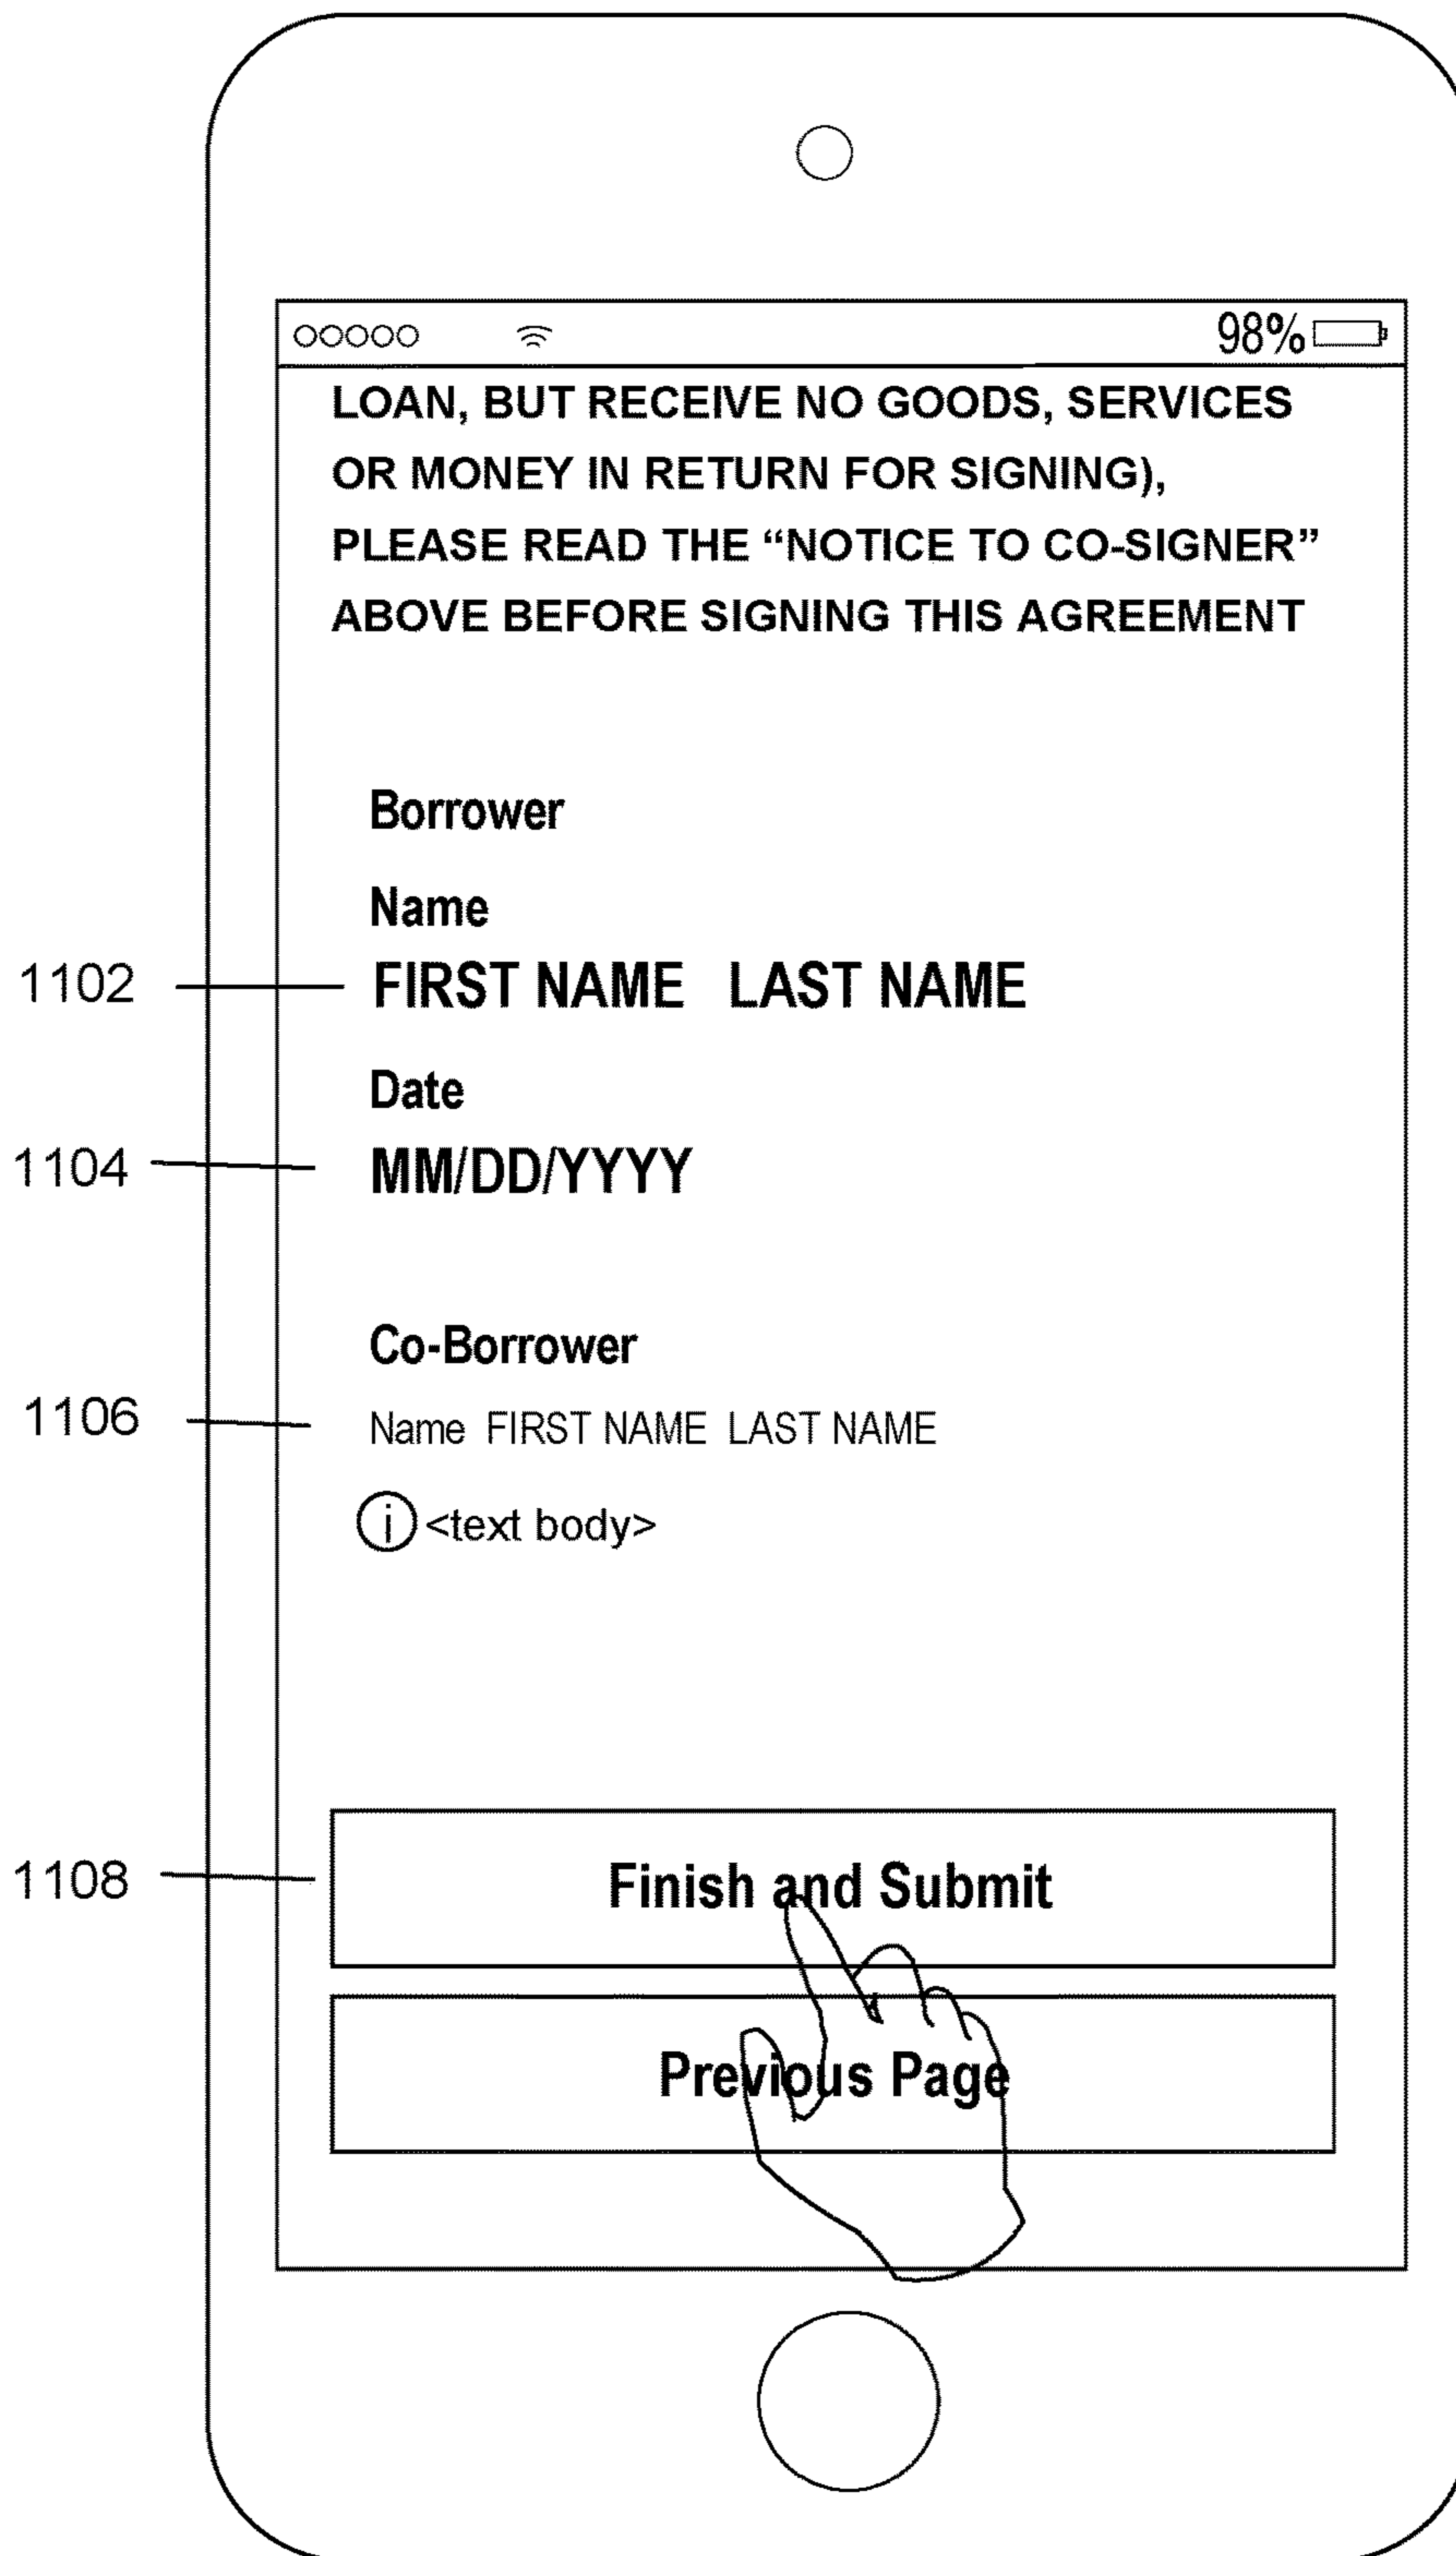 98%
LOAN, BUT RECEIVE NO GOODS, SERVICES
OR MONEY IN RETURN FOR SIGNING),
PLEASE READ THE “NOTICE TO CO-SIGNER”
ABOVE BEFORE SIGNING THIS AGREEMENT
Borrower
Name
1102 FIRST NAME LAST NAME
Date
1104 MM/DD/YYYY
Co-Borrower
1106 Name FIRST NAME LAST NAME
i <text body>
1108 Finish and Submit
Previous Page